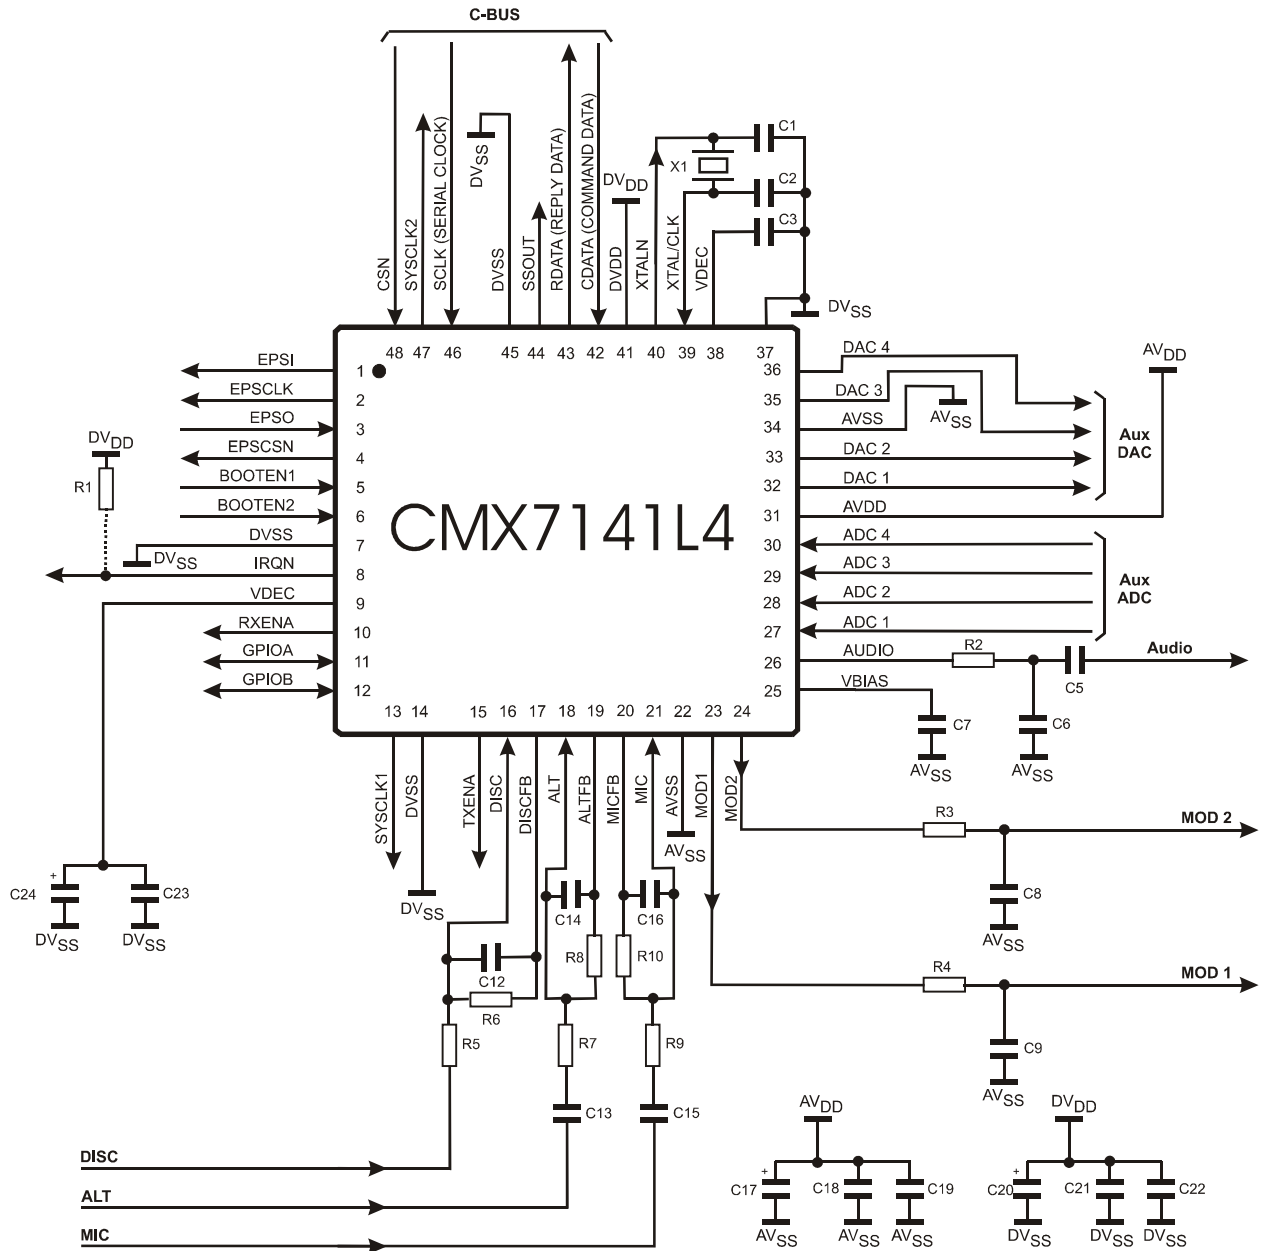 C-BUS
CSN
SYSCLK2
SCLK (SERIAL CLOCK)
DVSS
DVSS
SSOUT
RDATA (REPLY DATA)
CDATA (COMMAND DATA)
DVDD
DVDD
XTALN
XTAL/CLK
VDEC
X1
C1
C2
C3
DVSS
48 47 46 45 44 43 42 41 40 39 38 37
EPSI 1
EPSCLK 2
EPSO 3
EPSCSN 4
BOOTEN1 5
BOOTEN2 6
DVSS 7
IRQN 8
VDEC 9
RXENA 10
GPIOA 11
GPIOB 12
DVDD
R1
DVSS
CMX7141L4
36 DAC 4
35 DAC 3
34 AVSS
33 DAC 2
32 DAC 1
31 AVDD
30 ADC 4
29 ADC 3
28 ADC 2
27 ADC 1
26 AUDIO
25 VBIAS
AVSS
AVDD
Aux
DAC
Aux
ADC
R2
C5
Audio
C7
C6
AVSS
AVSS
13 14 15 16 17 18 19 20 21 22 23 24
SYSCLK1
DVSS
TXENA
DISC
DISCFB
ALT
ALTFB
MICFB
MIC
AVSS
MOD1
MOD2
AVSS
DVSS
R3
MOD 2
C8
AVSS
R4
MOD 1
C9
AVSS
+
C24
C23
DVSS
DVSS
C14
C16
R8
R10
C12
R6
R5
R7
R9
C13
C15
DISC
ALT
MIC
AVDD
+
C17
C18
C19
AVSS
AVSS
AVSS
DVDD
+
C20
C21
C22
DVSS
DVSS
DVSS